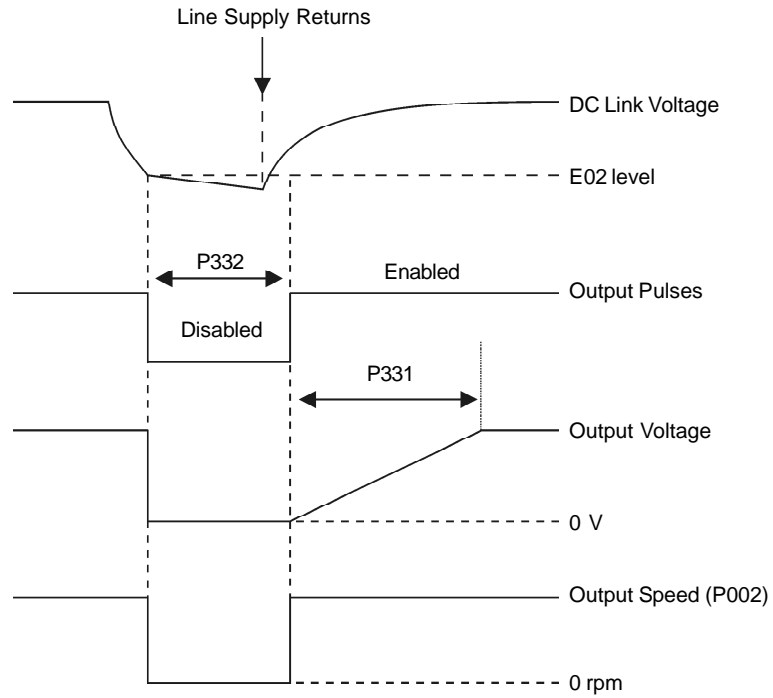 Line Supply Returns
DC Link Voltage
E02 level
P332
Enabled
Output Pulses
Disabled
P331
Output Voltage
0 V
Output Speed (P002)
0 rpm